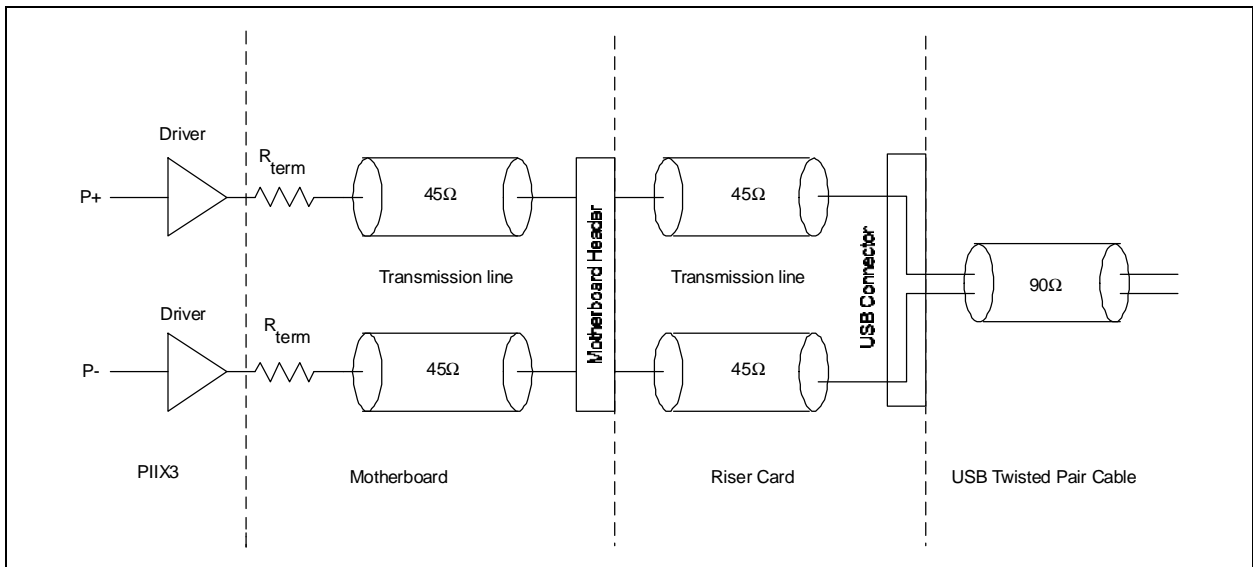 Driver
R term
P+
45Ω
Transmission line
Motherboard Header
45Ω
Transmission line
USB Connector
90Ω
Driver
R term
P-
45Ω
45Ω
PIIX3
Motherboard
Riser Card
USB Twisted Pair Cable